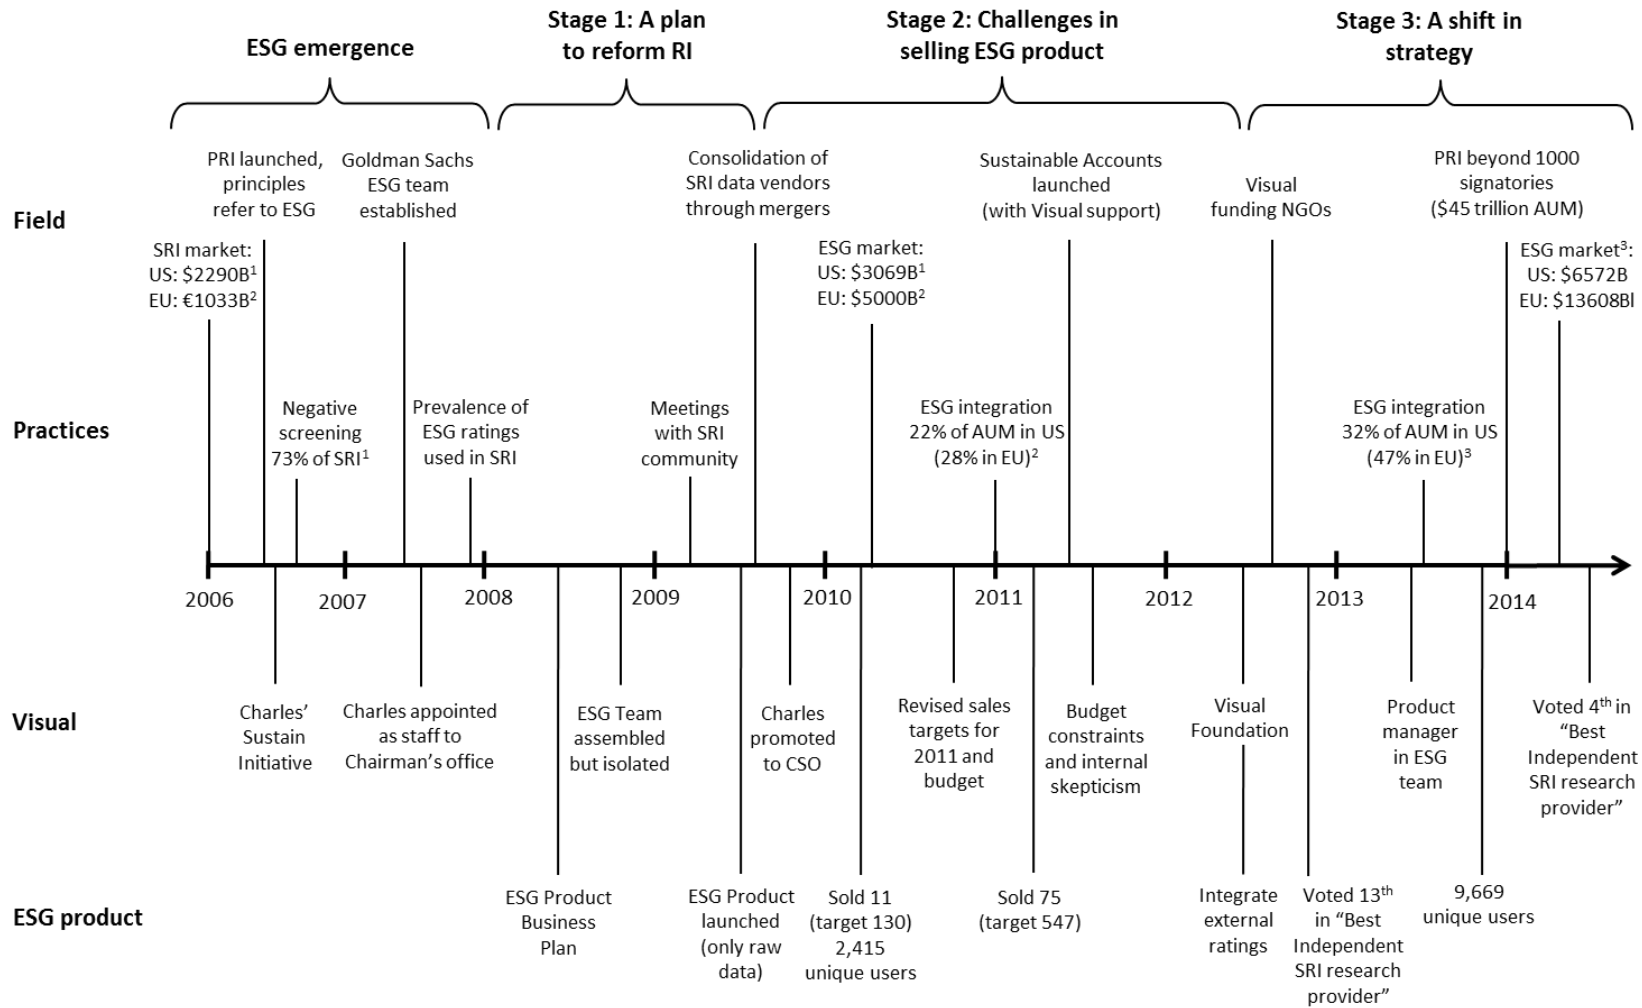 ESG emergence
Stage 1: A plan
to reform RI
Stage 2: Challenges in
selling ESG product
Stage 3: A shift in
strategy
Field
PRI launched,
principles
refer to ESG
Goldman Sachs
ESG team
established
Consolidation of
SRI data vendors
through mergers
Sustainable Accounts
launched
(with Visual support)
Visual
funding NGOs
PRI beyond 1000
signatories
($45 trillion AUM)
SRI market:
US: $2290B¹
EU: €1033B²
ESG market:
US: $3069B¹
EU: $5000B²
ESG market³:
US: $6572B
EU: $13608Bl
Practices
Negative
screening
73% of SRI¹
Prevalence of
ESG ratings
used in SRI
Meetings
with SRI
community
ESG integration
22% of AUM in US
(28% in EU)²
ESG integration
32% of AUM in US
(47% in EU)³
2006
2007
2008
2009
2010
2011
2012
2013
2014
Visual
Charles’
Sustain
Initiative
Charles appointed
as staff to
Chairman’s office
ESG Team
assembled
but isolated
Charles
promoted
to CSO
Revised sales
targets for
2011 and
budget
Budget
constraints
and internal
skepticism
Visual
Foundation
Product
manager
in ESG
team
Voted 4th in
“Best
Independent
SRI research
provider”
ESG product
ESG Product
Business
Plan
ESG Product
launched
(only raw
data)
Sold 11
(target 130)
2,415
unique users
Sold 75
(target 547)
Integrate
external
ratings
Voted 13th
in “Best
Independent
SRI research
provider”
9,669
unique users